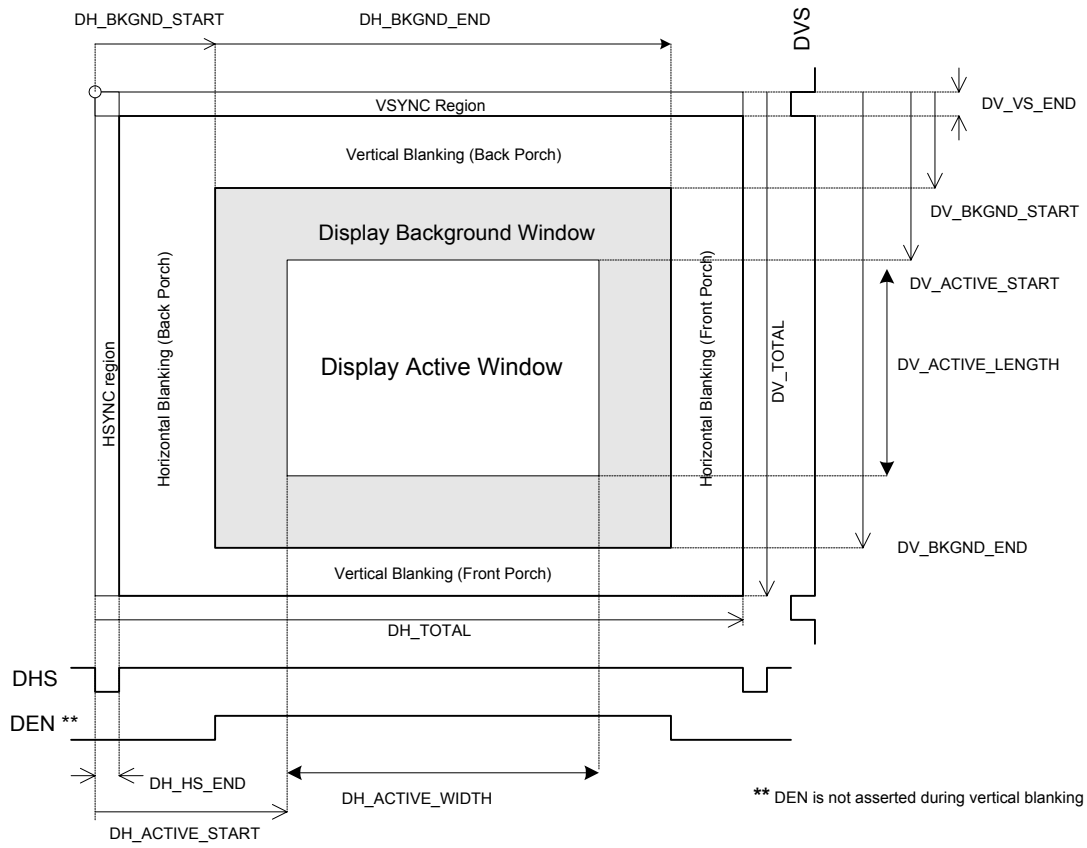 DH_BKGND_START
DH_BKGND_END
DVS
VSYNC Region
DV_VS_END
Vertical Blanking (Back Porch)
DV_BKGND_START
Display Background Window
DV_ACTIVE_START
HSYNC region
Horizontal Blanking (Back Porch)
Display Active Window
Horizontal Blanking (Front Porch)
DV_TOTAL
DV_ACTIVE_LENGTH
DV_BKGND_END
Vertical Blanking (Front Porch)
DH_TOTAL
DHS
DEN **
DH_HS_END
DH_ACTIVE_WIDTH
** DEN is not asserted during vertical blanking
DH_ACTIVE_START